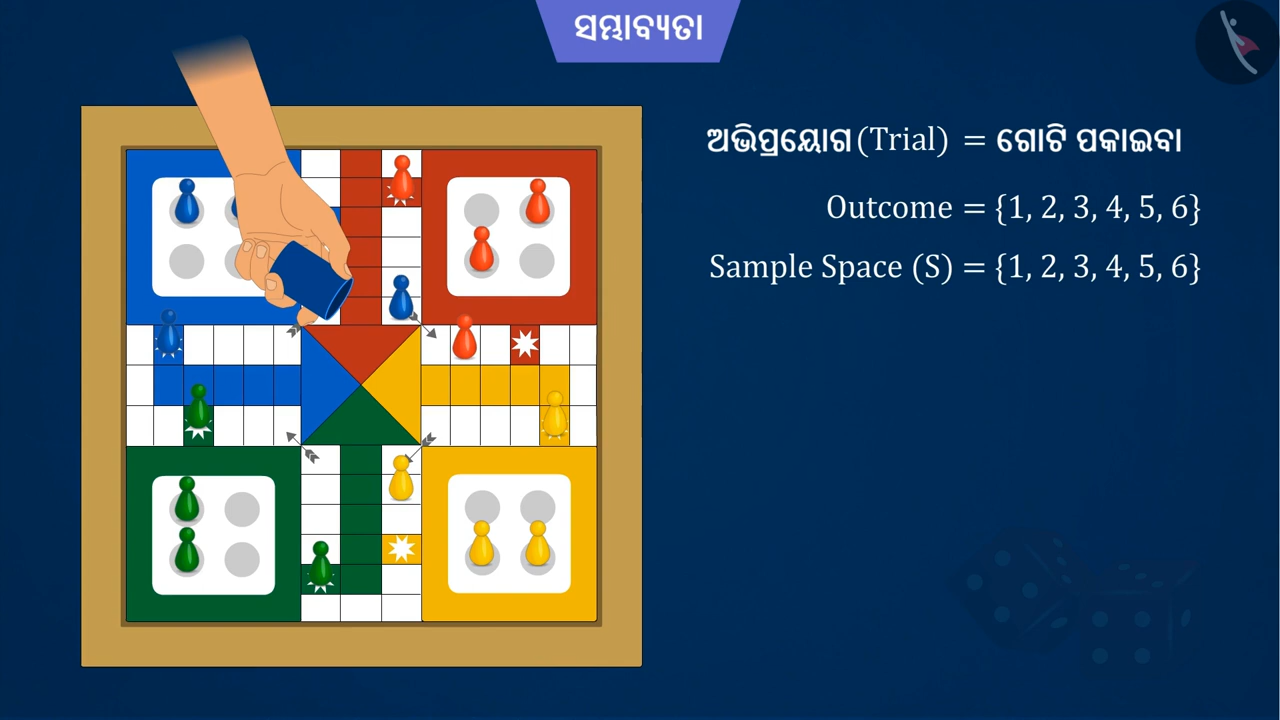 ସମ୍ଭାବ୍ୟତା
ଅଭିପ୍ରୟୋଗ (Trial) = ଗୋଟି ପକାଇବା
Outcome = {1, 2, 3, 4, 5, 6}
Sample Space (S) = {1, 2, 3, 4, 5, 6}